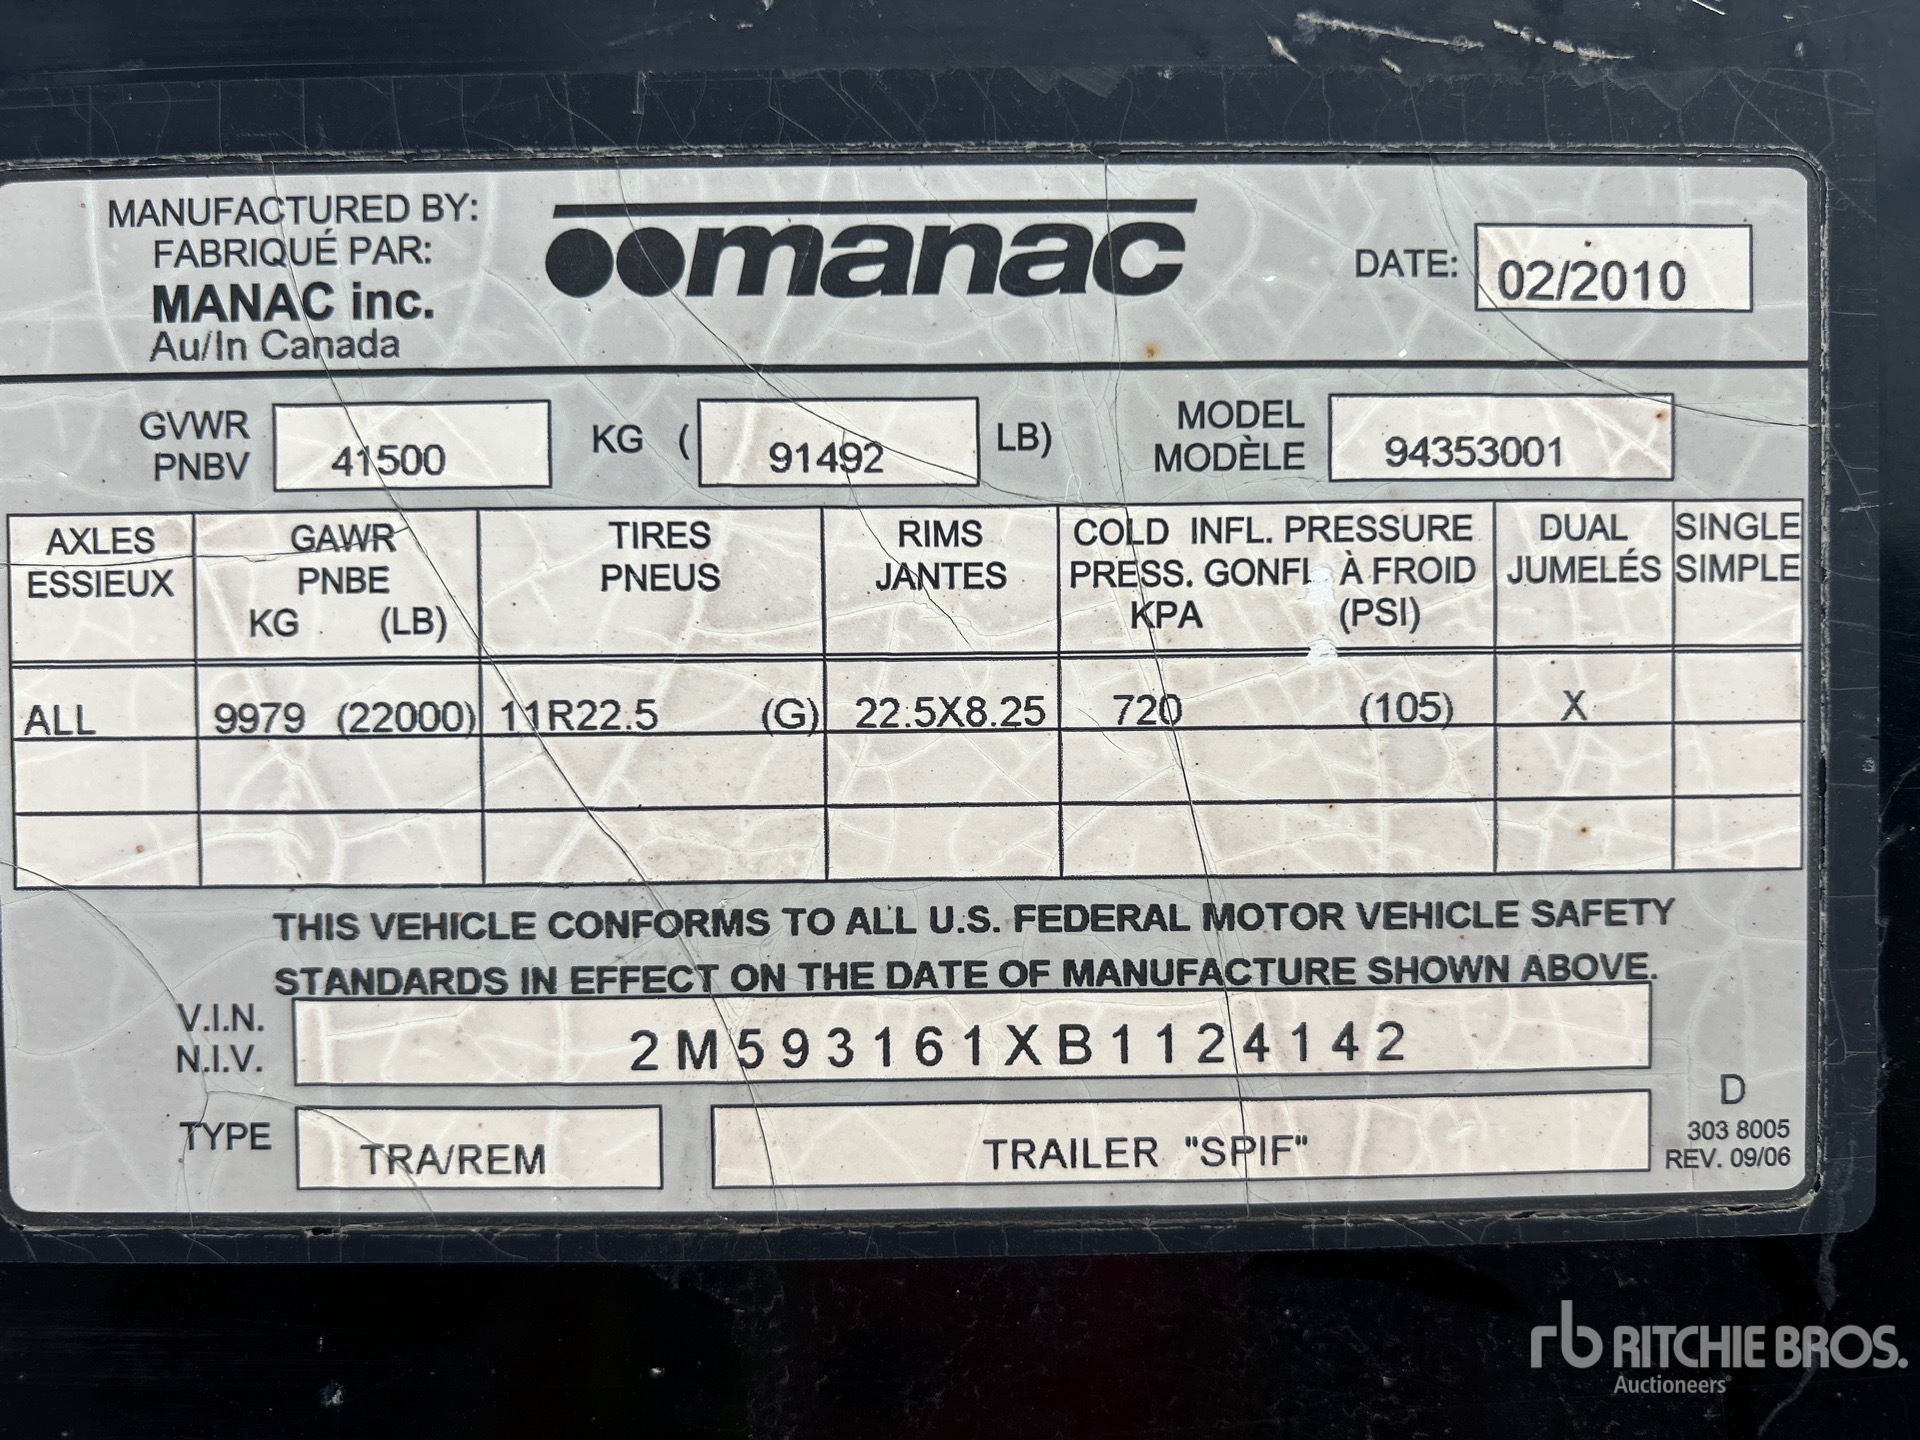 MANUFACTURED BY:
FABRIQUÉ PAR:
MANAC inc.
Au/In Canada
manac
DATE: 02/2010
GVWR
PNBV
41500 KG ( 91492 LB)
MODEL
MODÈLE
94353001
AXLES
ESSIEUX
GAWR
PNBE
KG (LB)
TIRES
PNEUS
RIMS
JANTES
COLD INFL. PRESSURE
PRESS. GONFL À FROID
KPA (PSI)
DUAL
JUMELÉS
SINGLE
SIMPLE
ALL 9979 (22000) 11R22.5 (G) 22.5X8.25 720 (105) X
THIS VEHICLE CONFORMS TO ALL U.S. FEDERAL MOTOR VEHICLE SAFETY
STANDARDS IN EFFECT ON THE DATE OF MANUFACTURE SHOWN ABOVE.
V.I.N.
N.I.V.
2M593161XB1124142
TYPE TRA/REM TRAILER "SPIF"
D
303 8005
REV. 09/06
rb RITCHIE BROS.
Auctioneers